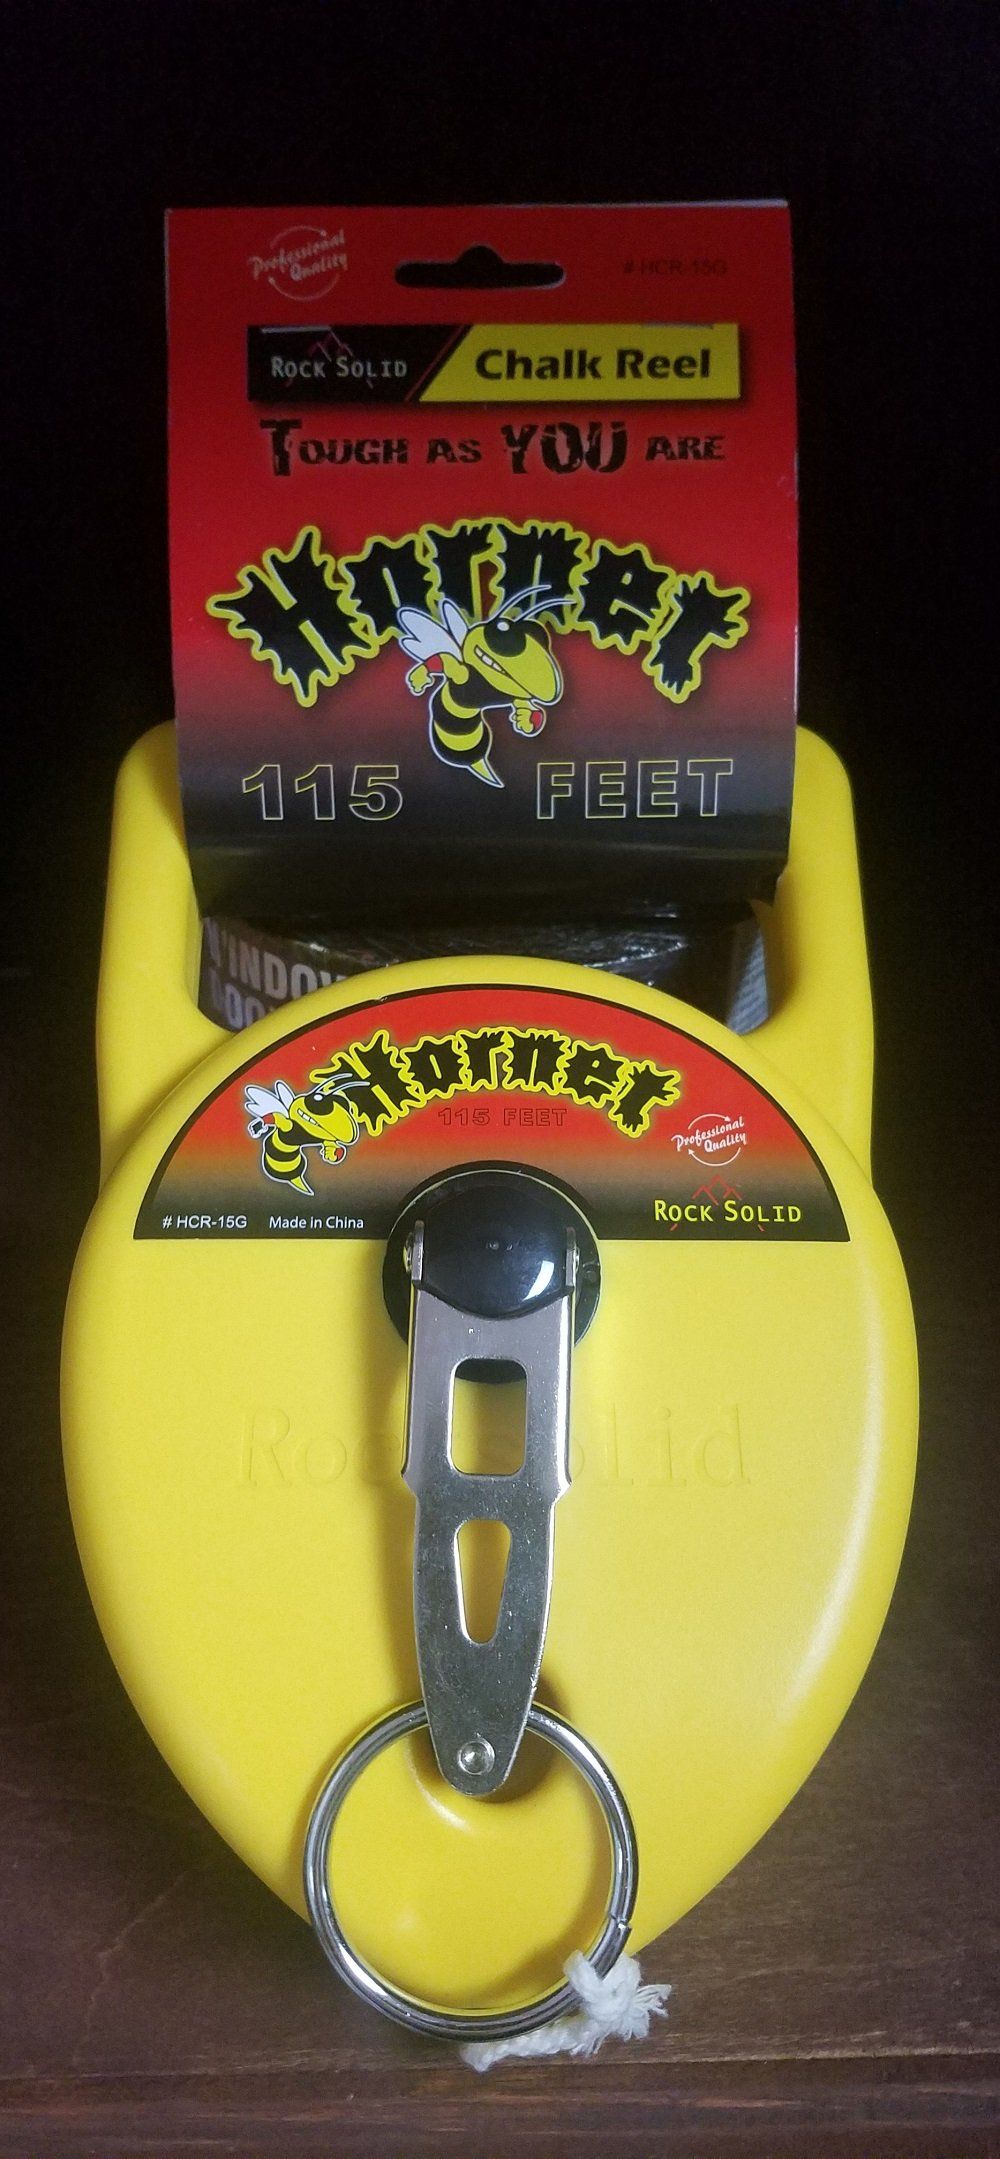 Professional
Quality
# HCR-15G
ROCK SOLID
Chalk Reel
TOUGH AS YOU ARE
Hornet
115 FEET
Hornet
115 FEET
Professional
Quality
# HCR-15G Made in China
ROCK SOLID
Rock Solid